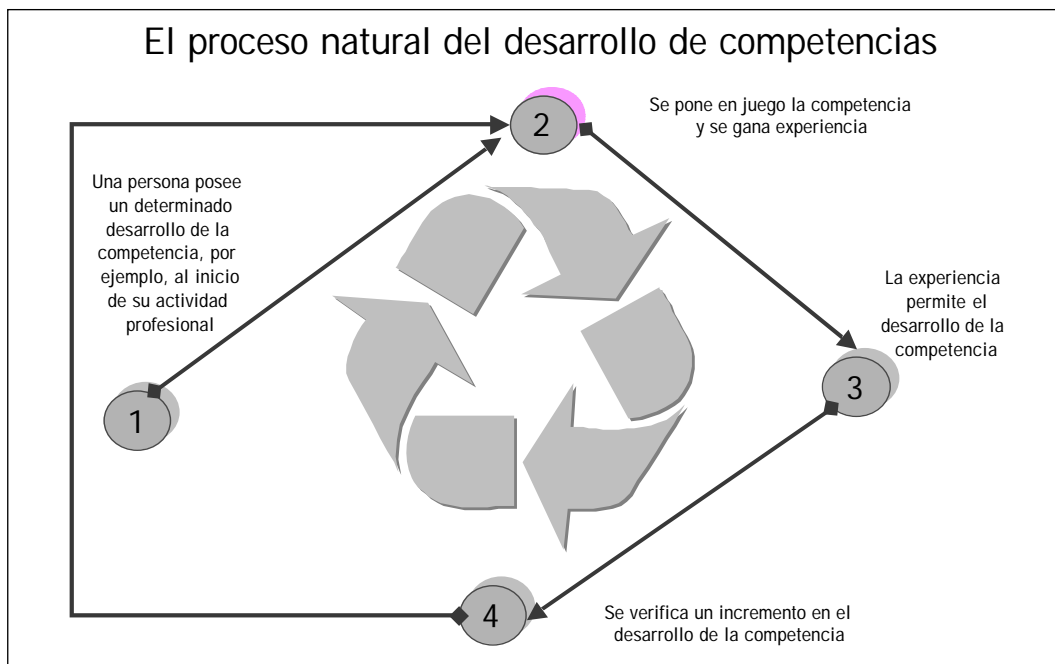 El proceso natural del desarrollo de competencias
2
Se pone en juego la competencia
y se gana experiencia
Una persona posee
un determinado
desarrollo de la
competencia, por
ejemplo, al inicio
de su actividad
profesional
La experiencia
permite el
desarrollo de la
competencia
1
3
4
Se verifica un incremento en el
desarrollo de la competencia